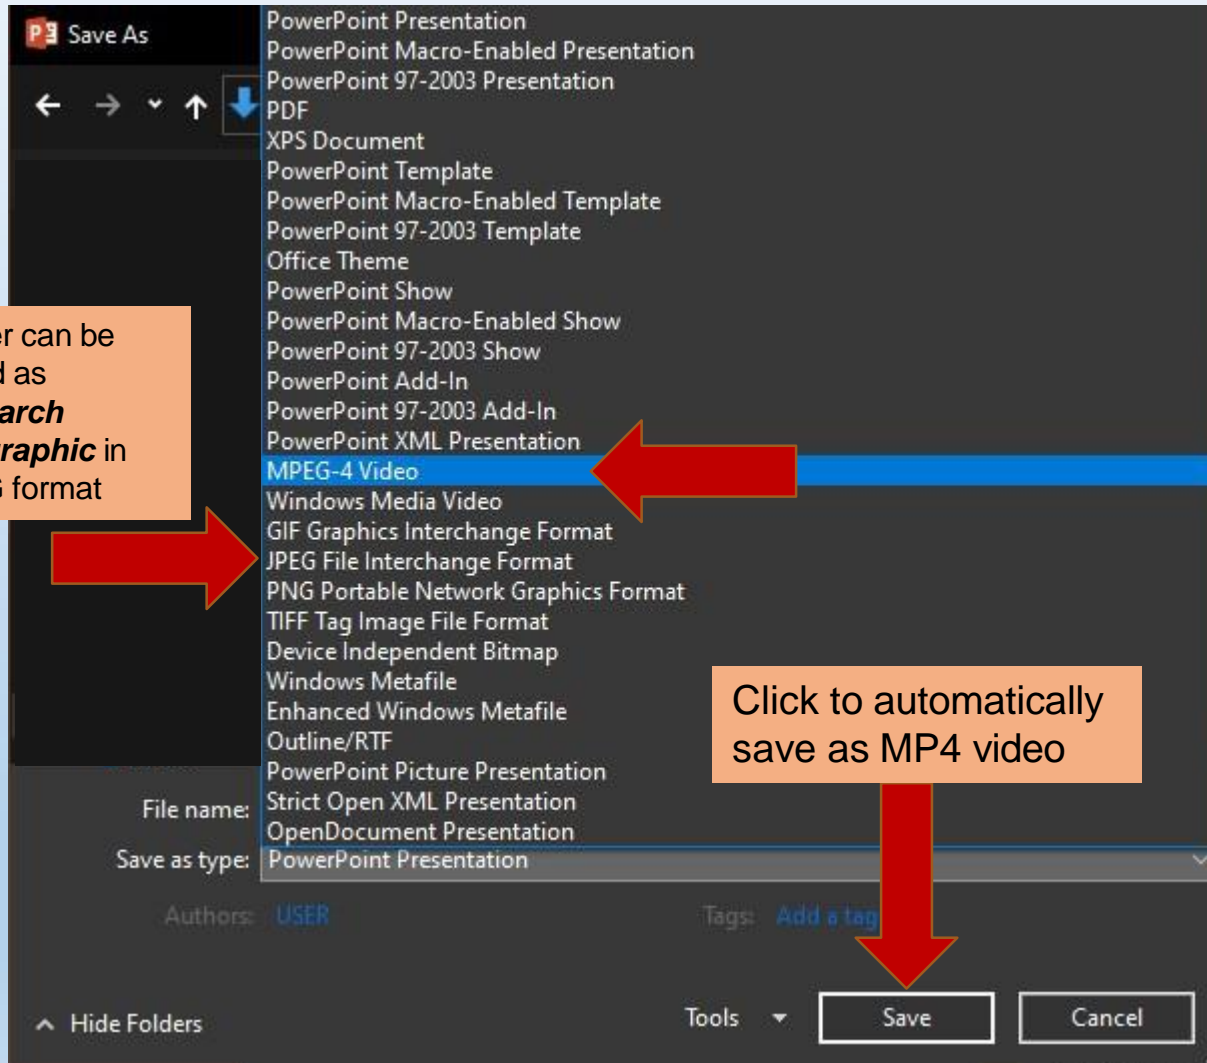 Save As
PowerPoint Presentation
PowerPoint Macro-Enabled Presentation
PowerPoint 97-2003 Presentation
PDF
XPS Document
PowerPoint Template
PowerPoint Macro-Enabled Template
PowerPoint 97-2003 Template
Office Theme
PowerPoint Show
PowerPoint Macro-Enabled Show
PowerPoint 97-2003 Show
PowerPoint Add-In
PowerPoint 97-2003 Add-In
PowerPoint XML Presentation
MPEG-4 Video
Windows Media Video
GIF Graphics Interchange Format
JPEG File Interchange Format
PNG Portable Network Graphics Format
TIFF Tag Image File Format
Device Independent Bitmap
Windows Metafile
Enhanced Windows Metafile
Outline/RTF
PowerPoint Picture Presentation
Strict Open XML Presentation
OpenDocument Presentation
can be
as
in
format
Click to automatically
save as MP4 video
File name:
Save as type: PowerPoint Presentation
Authors: USER Tags: Add a tag
Hide Folders Tools Save Cancel